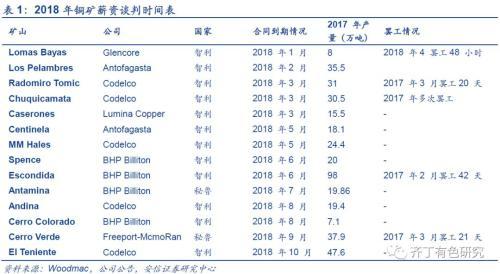 表 1：2018 年铜矿薪资谈判时间表
矿山 公司 国家 合同到期情况 2017 年产量（万吨） 罢工情况
Lomas Bayas Glencore 智利 2018 年 1 月 8 2018 年 4 罢工 48 小时
Los Pelambres Antofagasta 智利 2018 年 2 月 35.5 -
Radomiro Tomic Codelco 智利 2018 年 3 月 31 2017 年 3 月罢工 20 天
Chuquicamata Codelco 智利 2018 年 3 月 30.5 2017 年多次罢工
Caserones Lumina Copper 智利 2018 年 3 月 15.5 -
Centinela Antofagasta 智利 2018 年 5 月 18.1 -
MM Hales Codelco 智利 2018 年 5 月 24.4 -
Spence BHP Billiton 智利 2018 年 6 月 20 -
Escondida BHP Billiton 智利 2018 年 6 月 98 2017 年 2 月罢工 42 天
Antamina BHP Billiton 秘鲁 2018 年 7 月 19.86 -
Andina Codelco 智利 2018 年 8 月 19.4 -
Cerro Colorado BHP Billiton 智利 2018 年 8 月 7.1 -
Cerro Verde Freeport-McmoRan 秘鲁 2018 年 9 月 37.9 2017 年 3 月罢工 21 天
El Teniente Codelco 智利 2018 年 10 月 47.6 -
资料来源：Woodmac，公司公告，安信证券研究中心
齐丁有色研究